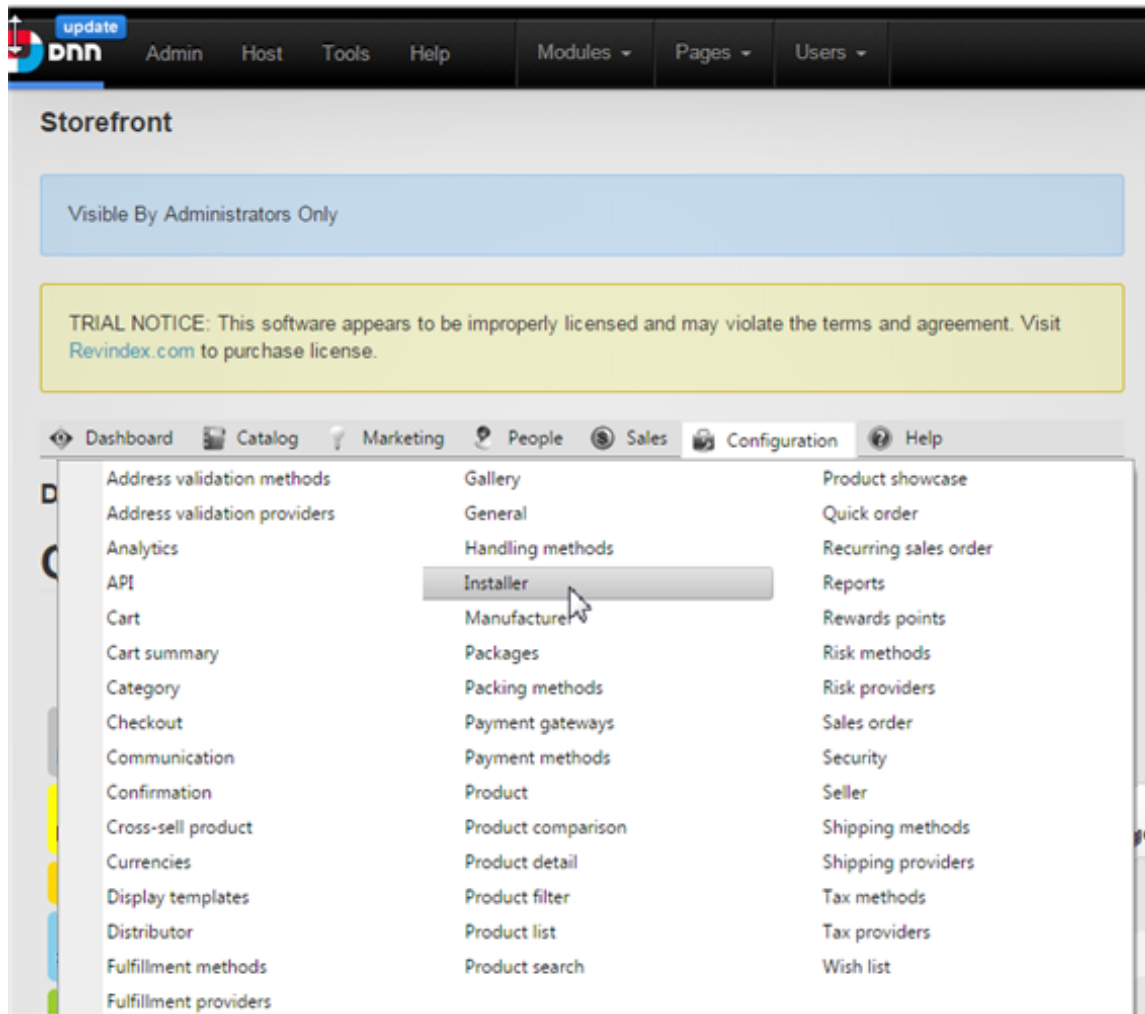 update
DNN Admin Host Tools Help Modules Pages Users
Storefront
Visible By Administrators Only
TRIAL NOTICE: This software appears to be improperly licensed and may violate the terms and agreement. Visit
Revindex.com to purchase license.
Dashboard Catalog Marketing People Sales Configuration Help
Address validation methods
Address validation providers
Analytics
API
Cart
Cart summary
Category
Checkout
Communication
Confirmation
Cross-sell product
Currencies
Display templates
Distributor
Fulfillment methods
Fulfillment providers
Gallery
General
Handling methods
Installer
Manufacturer
Packages
Packing methods
Payment gateways
Payment methods
Product
Product comparison
Product detail
Product filter
Product list
Product search
Product showcase
Quick order
Recurring sales order
Reports
Rewards points
Risk methods
Risk providers
Sales order
Security
Seller
Shipping methods
Shipping providers
Tax methods
Tax providers
Wish list